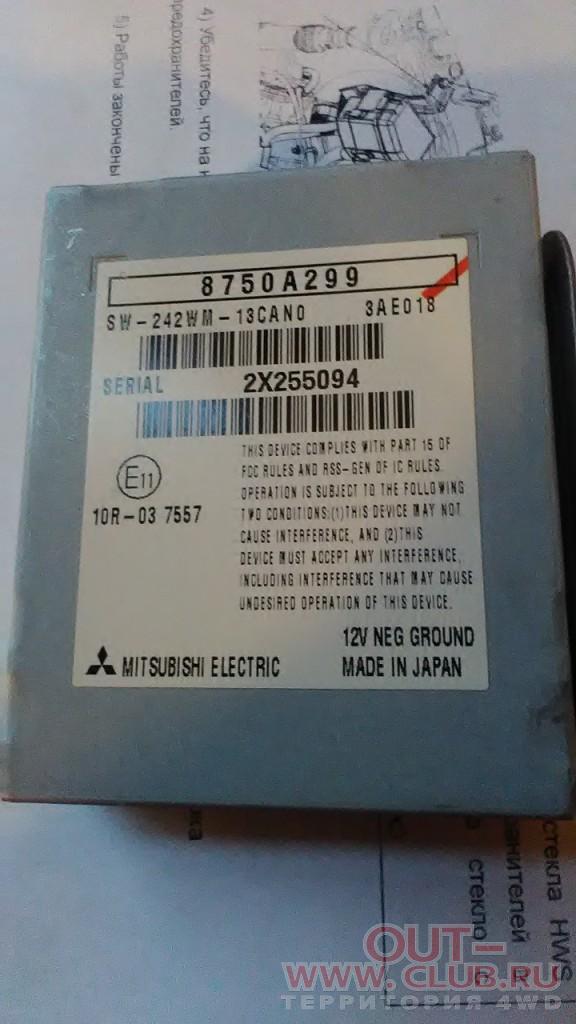 4) Убедитесь, что на
предохранителей.
5) Работы закончены
8750A299
SW-242WM-13CAN0 3AE018
SERIAL 2X255094
E11
10R-03 7557
THIS DEVICE COMPLIES WITH PART 15 OF
FCC RULES AND RSS-GEN OF IC RULES.
OPERATION IS SUBJECT TO THE FOLLOWING
TWO CONDITIONS:(1)THIS DEVICE MAY NOT
CAUSE INTERFERENCE, AND (2)THIS
DEVICE MUST ACCEPT ANY INTERFERENCE,
INCLUDING INTERFERENCE THAT MAY CAUSE
UNDESIRED OPERATION OF THIS DEVICE.
12V NEG GROUND
MITSUBISHI ELECTRIC MADE IN JAPAN
стекла HWS
нителей
стекло
OUT-
WWW.CLUB.RU
ТЕРРИТОРИЯ 4WD